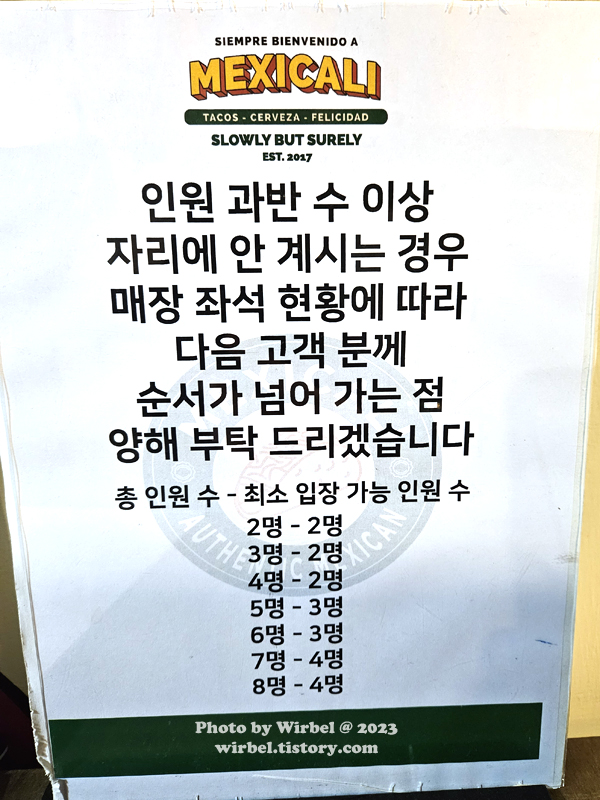 SIEMPRE BIENVENIDO A
MEXICALI
TACOS - CERVEZA - FELICIDAD
SLOWLY BUT SURELY
EST. 2017
인원 과반 수 이상
자리에 안 계시는 경우
매장 좌석 현황에 따라
다음 고객 분께
순서가 넘어 가는 점
양해 부탁 드리겠습니다
총 인원 수 - 최소 입장 가능 인원 수
2명 - 2명
3명 - 2명
4명 - 2명
5명 - 3명
6명 - 3명
7명 - 4명
8명 - 4명
AUTHENTIC MEXICAN
Photo by Wirbel @ 2023
wirbel.tistory.com